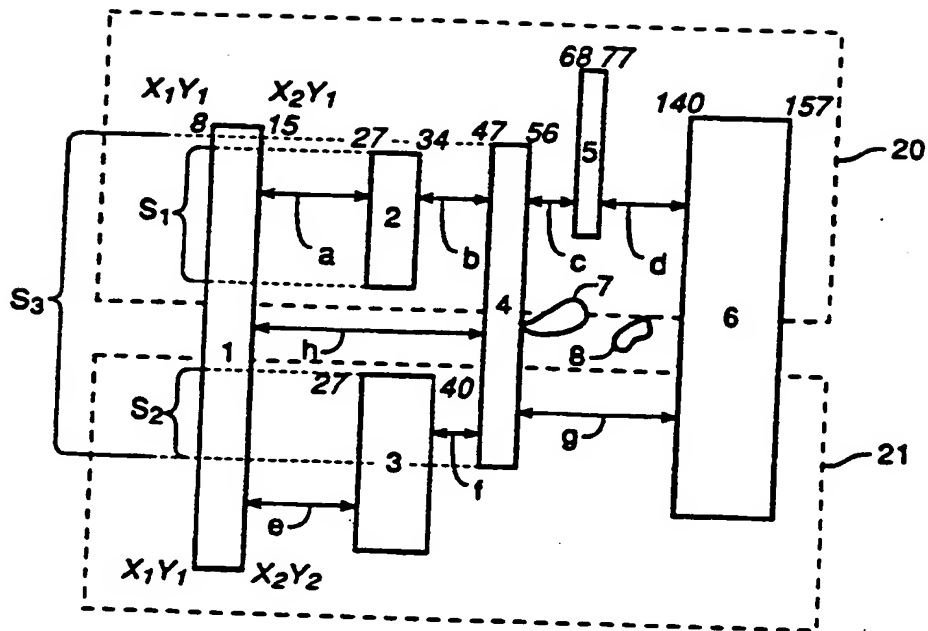 68 77
X₁Y₁ X₂Y₁ 140 157
8 15 27 34 47 56
5 20
S₁ 2
a b c d
S₃ 4 7
6
h 8
1
27 40
S₂
g
3 21
f
e
X₁Y₁ X₂Y₂